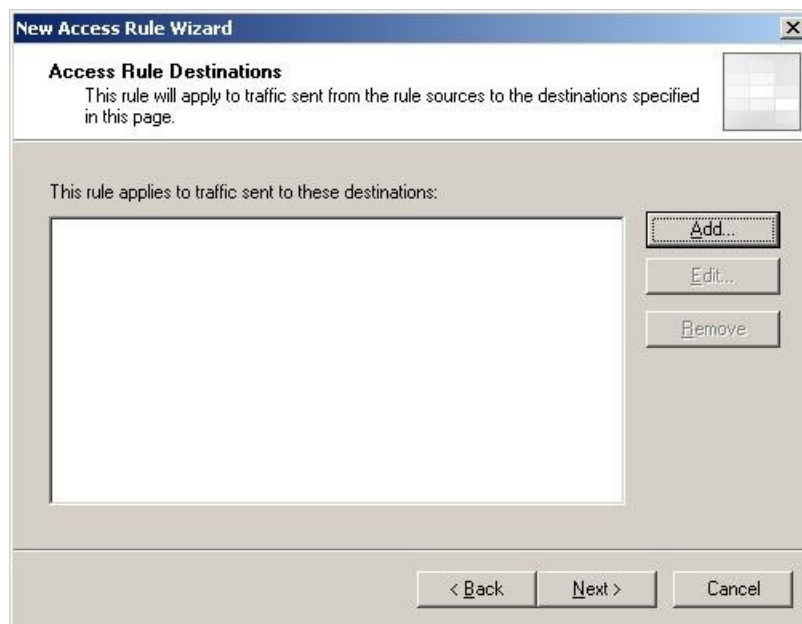 New Access Rule Wizard
Access Rule Destinations
This rule will apply to traffic sent from the rule sources to the destinations specified
in this page.
This rule applies to traffic sent to these destinations:
Add...
Edit...
Remove
< Back
Next >
Cancel